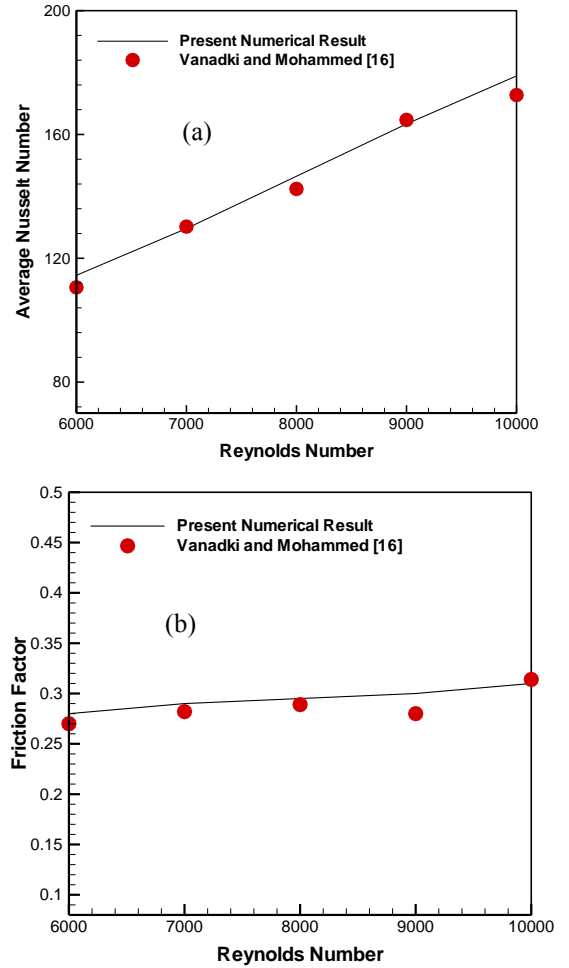 200
160
120
80
Average Nusselt Number
Present Numerical Result
Vanadki and Mohammed [16]
(a)
6000 7000 8000 9000 10000
Reynolds Number
0.5
0.45
0.4
0.35
0.3
0.25
0.2
0.15
0.1
Friction Factor
Present Numerical Result
Vanadki and Mohammed [16]
(b)
6000 7000 8000 9000 10000
Reynolds Number